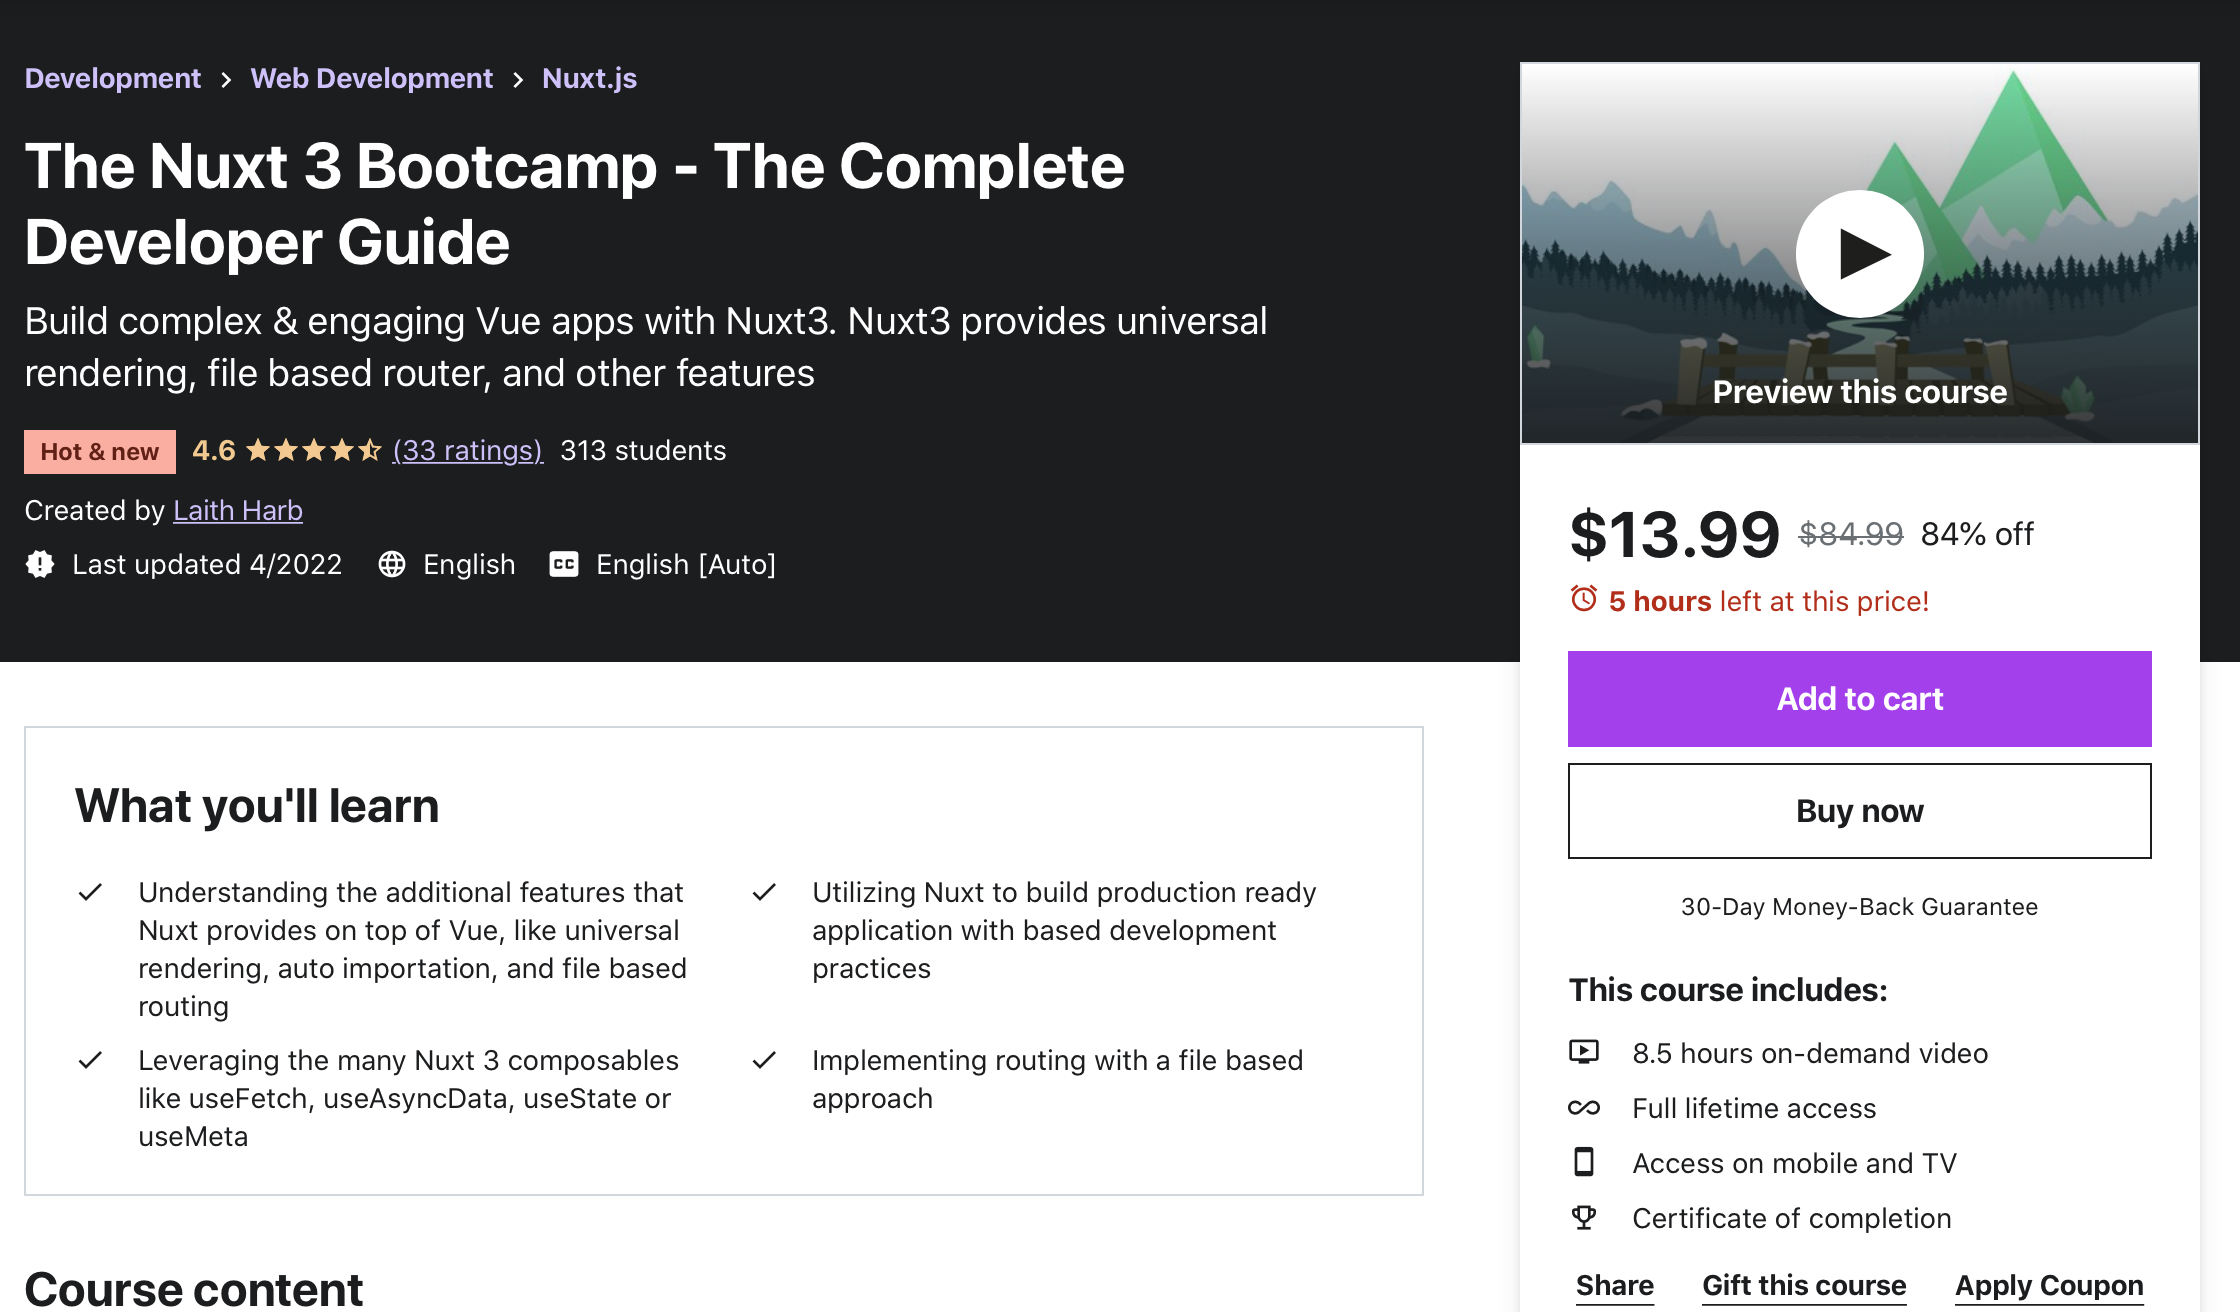 Development > Web Development > Nuxt.js
The Nuxt 3 Bootcamp - The Complete
Developer Guide
Build complex & engaging Vue apps with Nuxt3. Nuxt3 provides universal
rendering, file based router, and other features
Hot & new 4.6 (33 ratings) 313 students
Created by Laith Harb
Last updated 4/2022 English CC English [Auto]
Preview this course
$13.99 $84.99 84% off
5 hours left at this price!
Add to cart
Buy now
30-Day Money-Back Guarantee
This course includes:
8.5 hours on-demand video
Full lifetime access
Access on mobile and TV
Certificate of completion
Share Gift this course Apply Coupon
What you'll learn
Understanding the additional features that
Nuxt provides on top of Vue, like universal
rendering, auto importation, and file based
routing
Utilizing Nuxt to build production ready
application with based development
practices
Leveraging the many Nuxt 3 composables
like useFetch, useAsyncData, useState or
useMeta
Implementing routing with a file based
approach
Course content